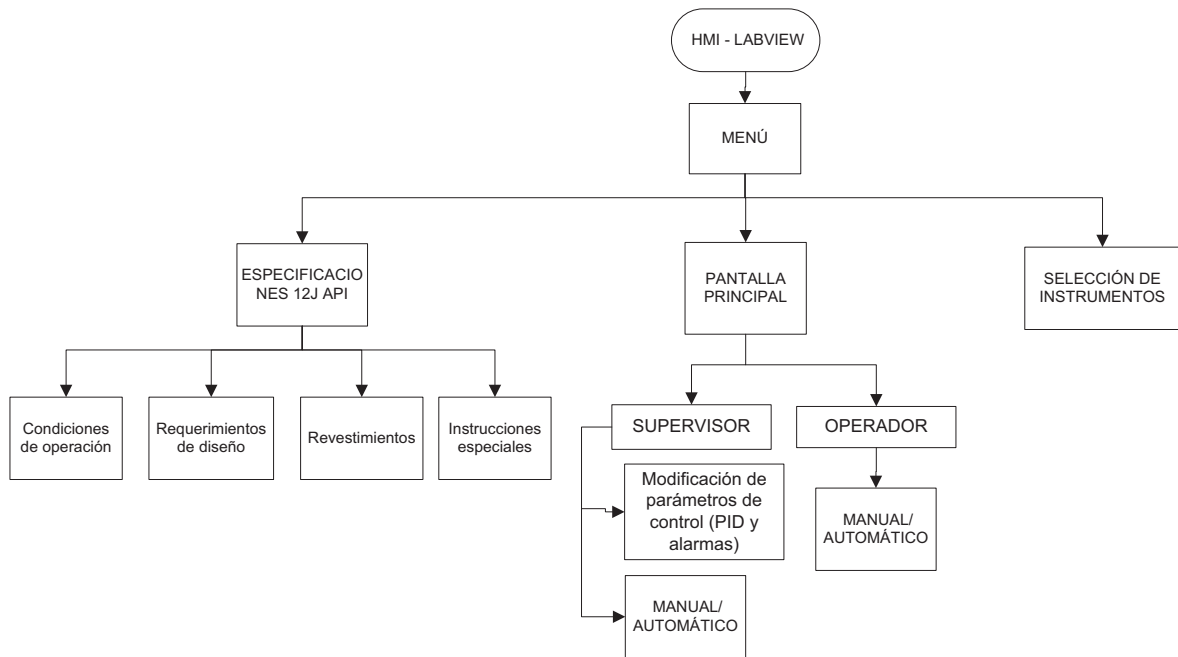 HMI - LABVIEW
MENÚ
ESPECIFICACIO
NES 12J API
PANTALLA
PRINCIPAL
SELECCIÓN DE
INSTRUMENTOS
Condiciones
de operación
Requerimientos
de diseño
Revestimientos
Instrucciones
especiales
SUPERVISOR
OPERADOR
Modificación de
parámetros de
control (PID y
alarmas)
MANUAL/
AUTOMÁTICO
MANUAL/
AUTOMÁTICO